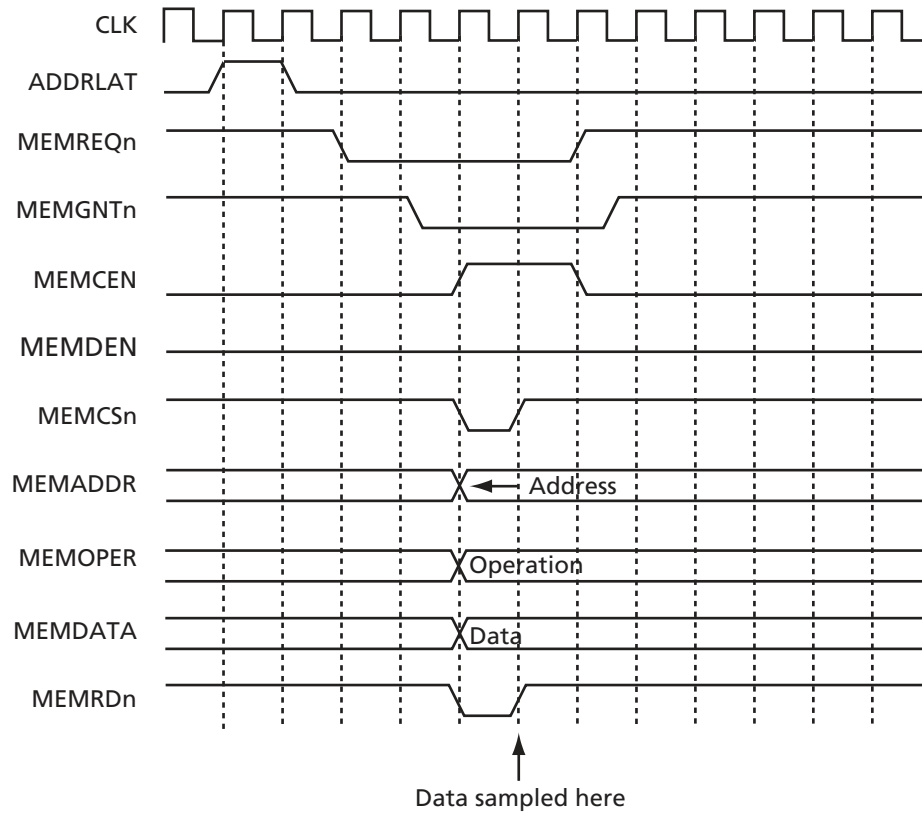 CLK
ADDRLAT
MEMREQn
MEMGNTn
MEMCEN
MEMDEN
MEMCSn
MEMADDR
Address
MEMOPER
Operation
MEMDATA
Data
MEMRDn
Data sampled here